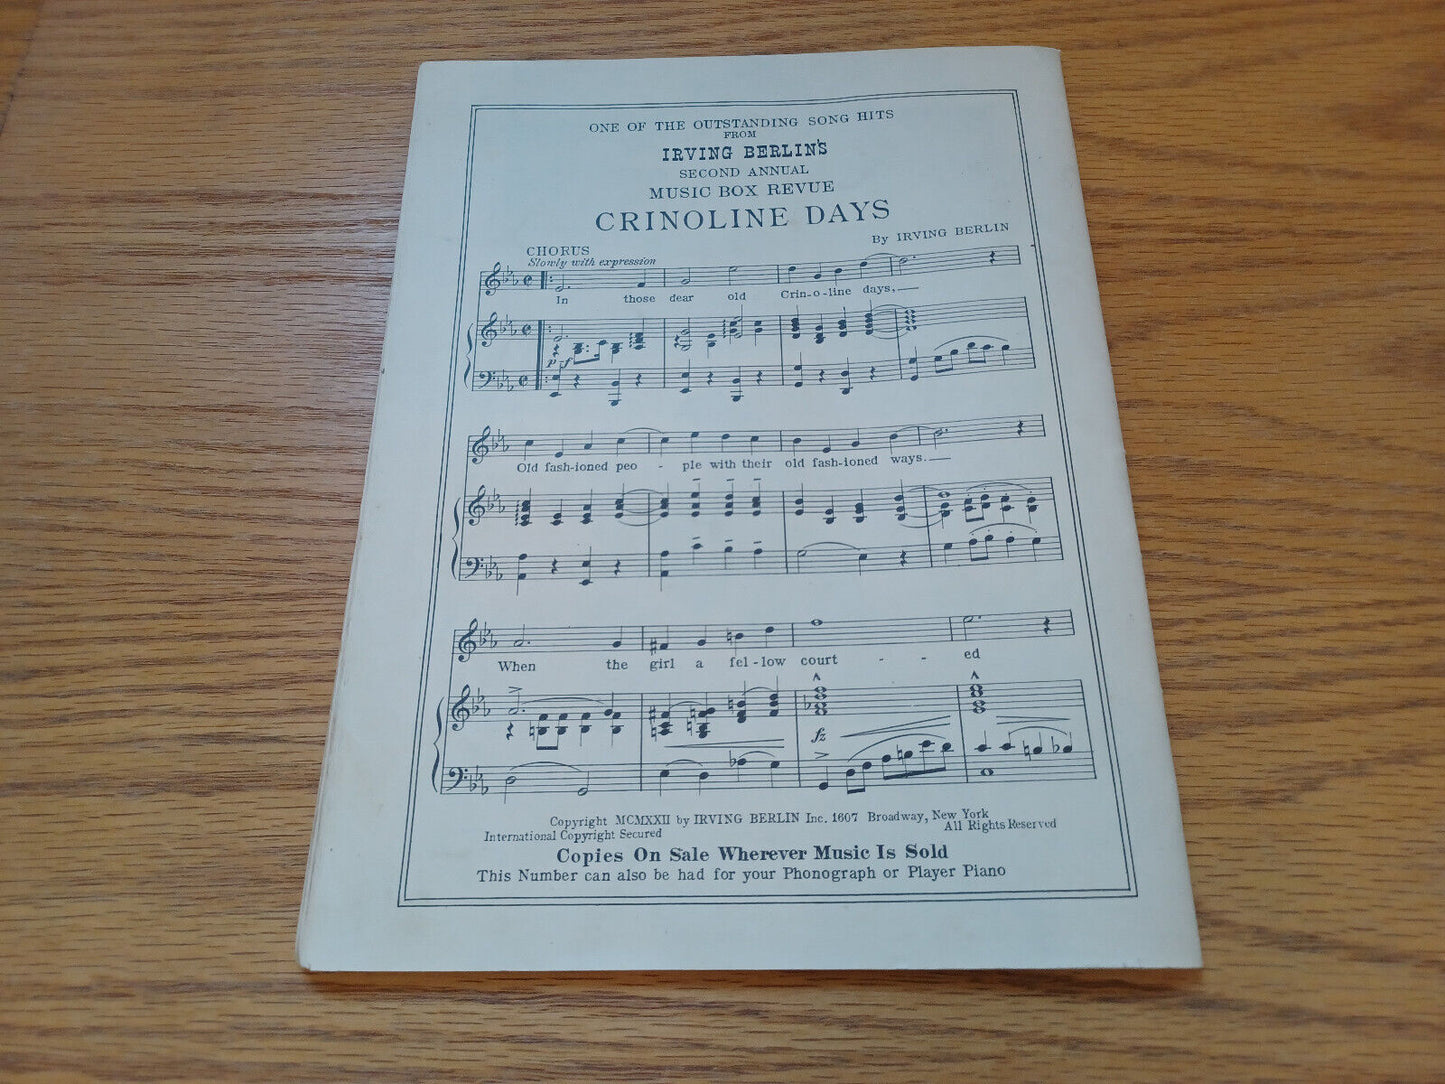 ONE OF THE OUTSTANDING SONG HITS
FROM
IRVING BERLIN'S
SECOND ANNUAL
MUSIC BOX REVUE
CRINOLINE DAYS
By IRVING BERLIN
CHORUS
Slowly with expression
In those dear old Crin-o-line days,
p-f
Old fash-ioned peo - ple with their old fash-ioned ways.
When the girl a fel-low court - - ed
fz
Copyright MCMXXII by IRVING BERLIN Inc. 1607 Broadway, New York
International Copyright Secured All Rights Reserved
Copies On Sale Wherever Music Is Sold
This Number can also be had for your Phonograph or Player Piano